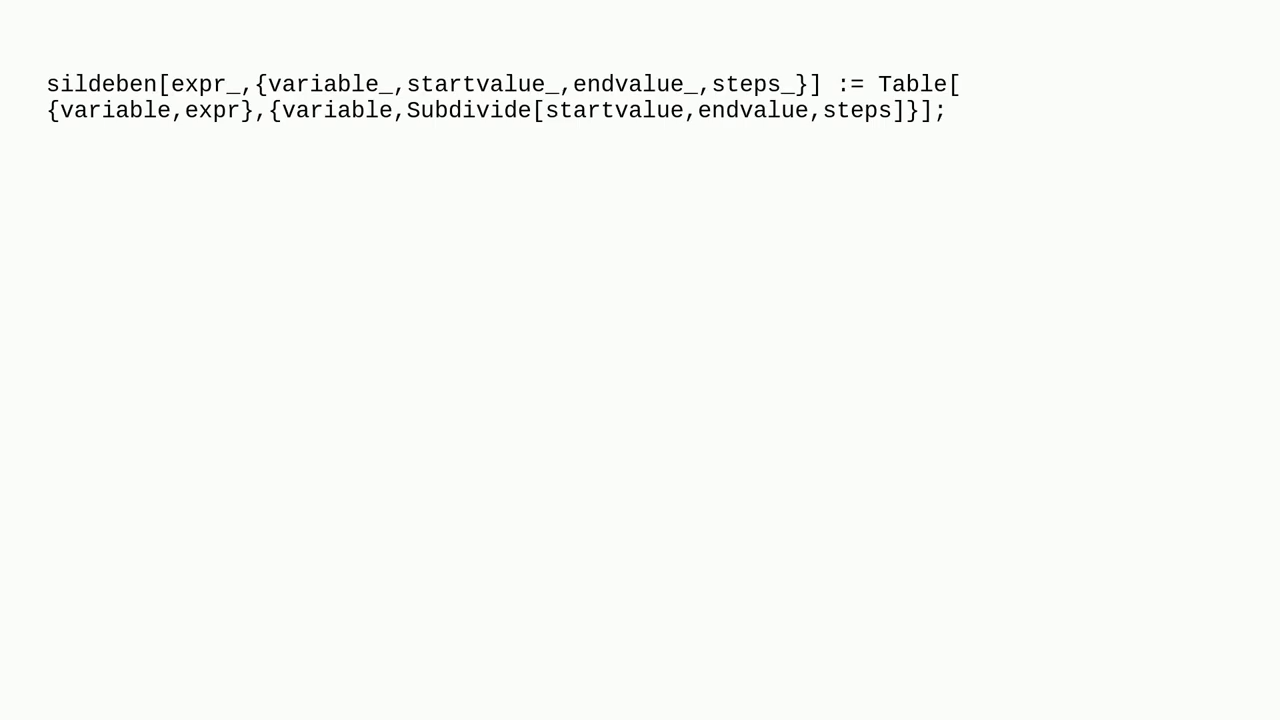 sildeben[expr_,{variable_,startvalue_,endvalue_,steps_}] := Table[
{variable,expr},{variable,Subdivide[startvalue,endvalue,steps]}];